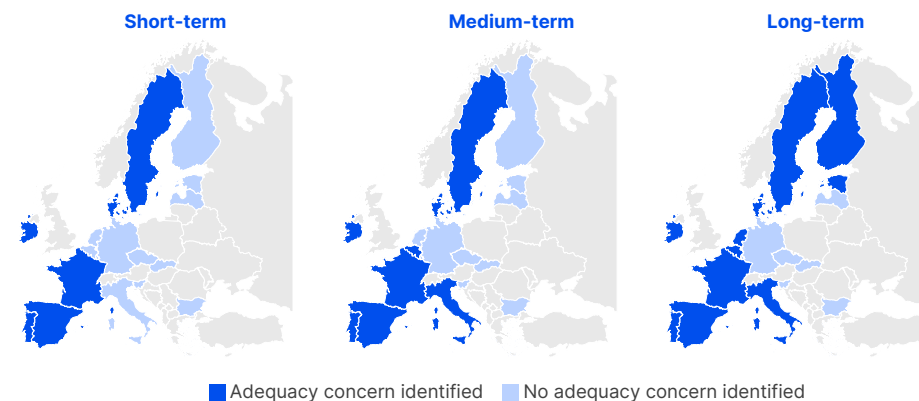 Short-term
Medium-term
Long-term
Adequacy concern identified
No adequacy concern identified